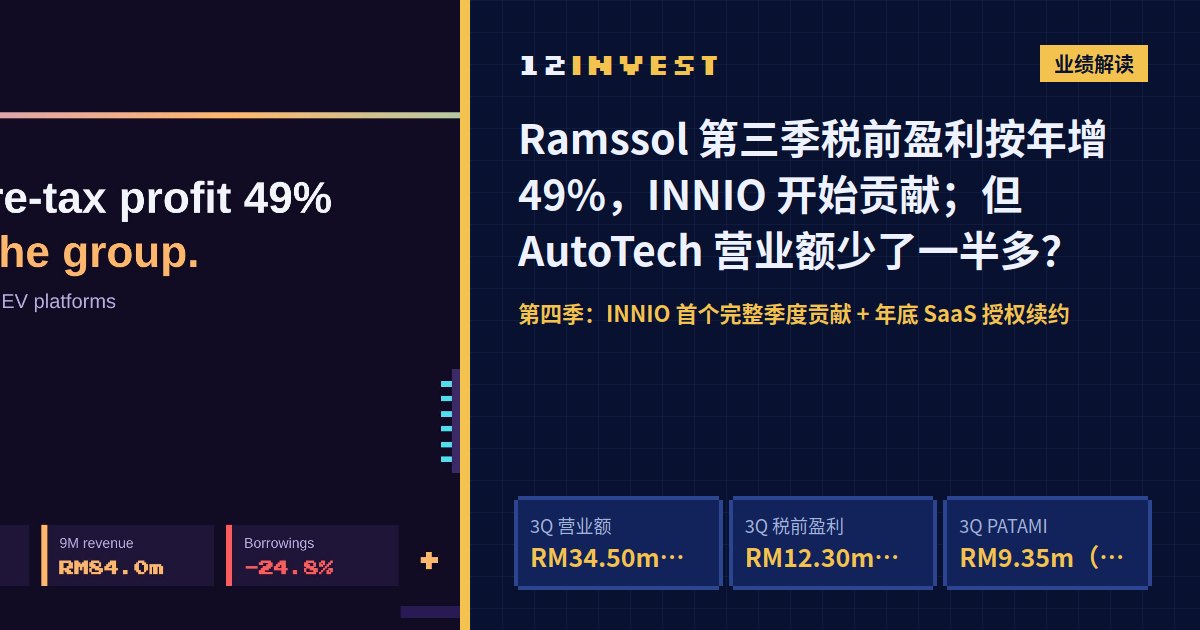 re-tax profit 49%
he group.
EV platforms
9M revenue
RM84.0m
Borrowings
-24.8%
12INVEST
业绩解读
Ramssol 第三季税前盈利按年增
49%，INNIO 开始贡献；但
AutoTech 营业额少了一半多？
第四季：INNIO 首个完整季度贡献 + 年底 SaaS 授权续约
3Q 营业额
RM34.50m…
3Q 税前盈利
RM12.30m…
3Q PATAMI
RM9.35m（…